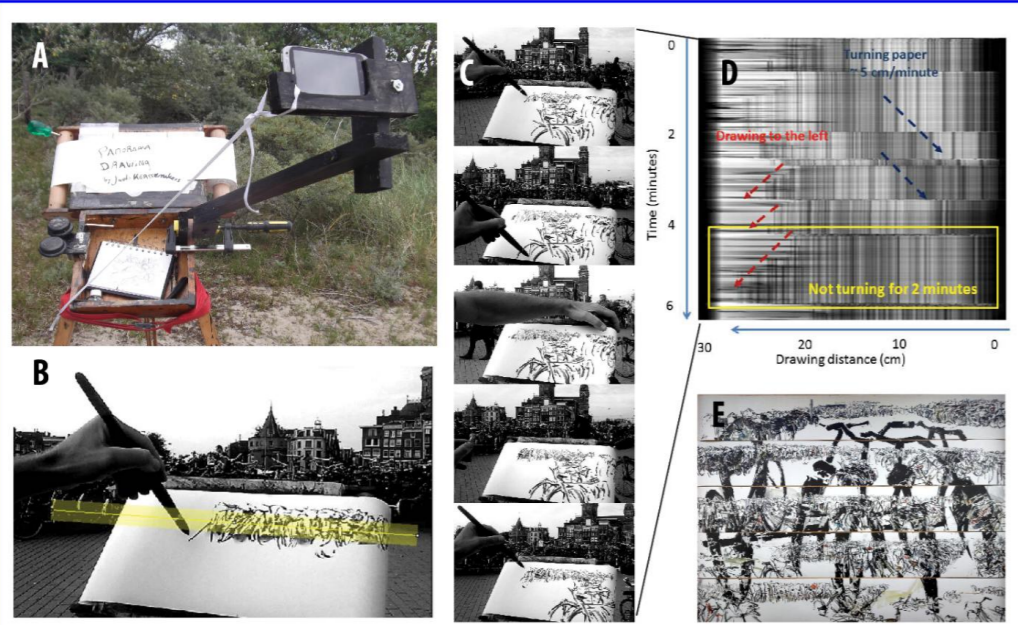 A
PANORAMA
DRAWING
by
B
C
D
0
2
4
6
Time (minutes)
Turning paper
~ 5 cm/minute
Drawing to the left
Not turning for 2 minutes
30
20
10
0
Drawing distance (cm)
E